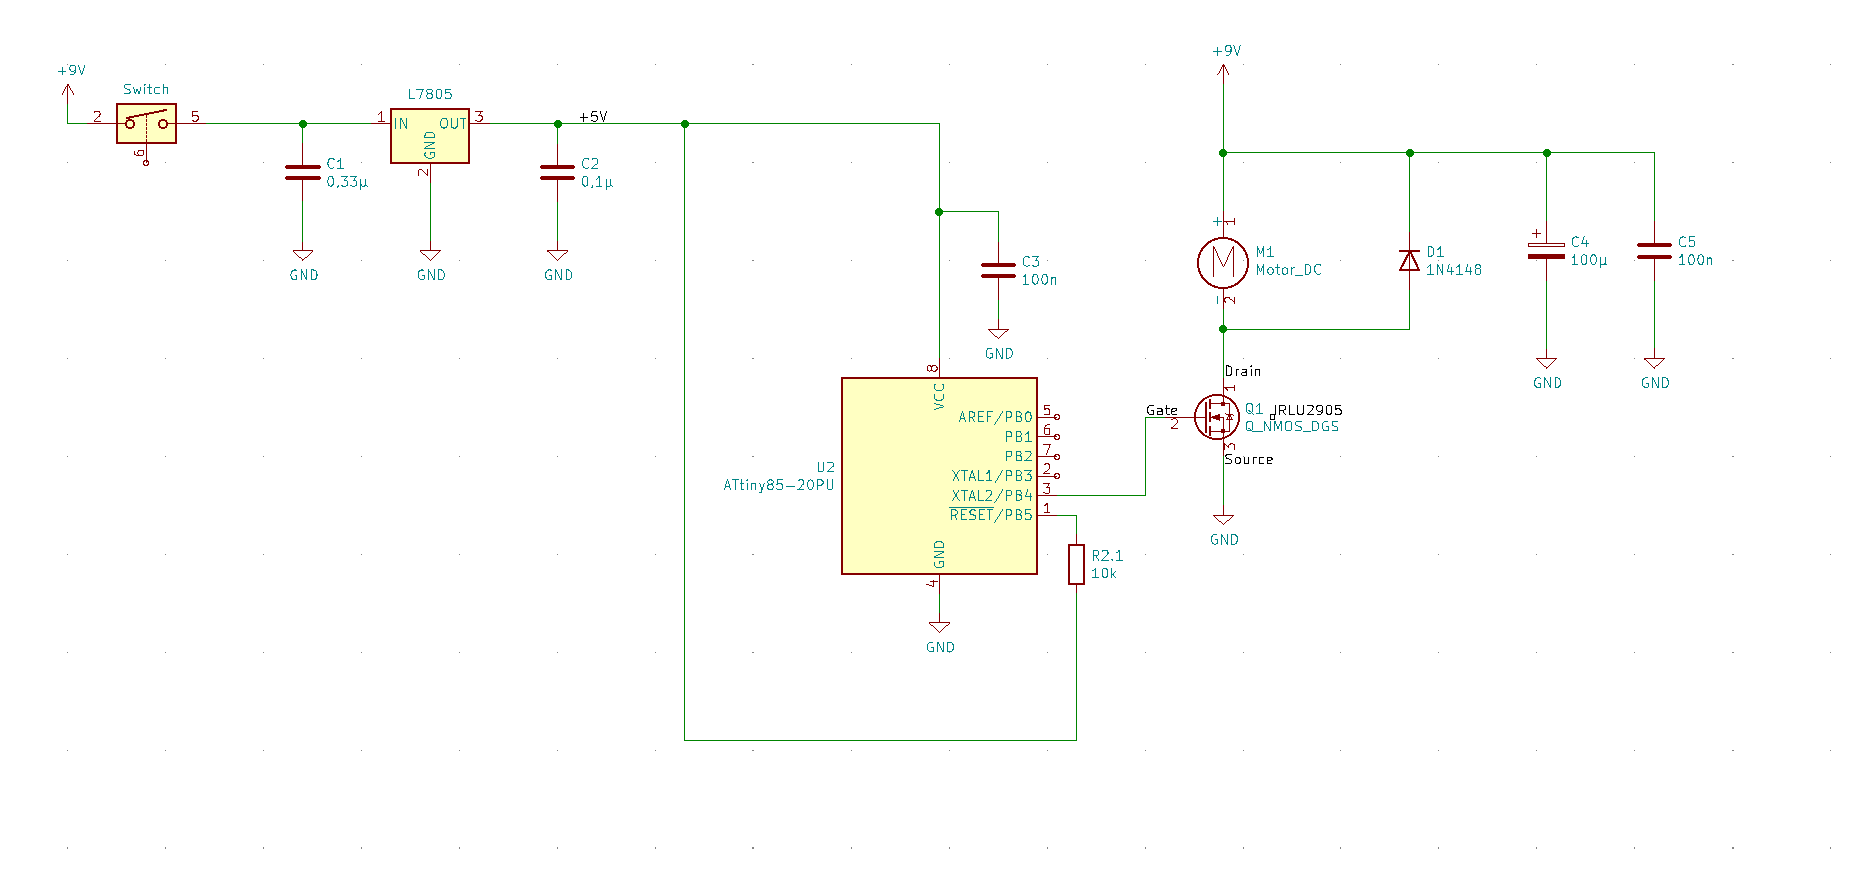 +9V
Switch
2
5
6
L7805
1
IN
OUT
3
GND
2
+5V
C1
0,33µ
C2
0,1µ
GND
GND
GND
C3
100n
GND
8
VCC
U2
ATtiny85-20PU
AREF/PB0
5
PB1
6
PB2
7
XTAL1/PB3
2
XTAL2/PB4
3
RESET/PB5
1
GND
4
GND
R2.1
10k
+9V
+
1
M
M1
Motor_DC
-
2
D1
1N4148
+
C4
100µ
C5
100n
GND
GND
Drain
1
Gate
2
Q1
IRLU2905
Q_NMOS_DGS
3
Source
GND